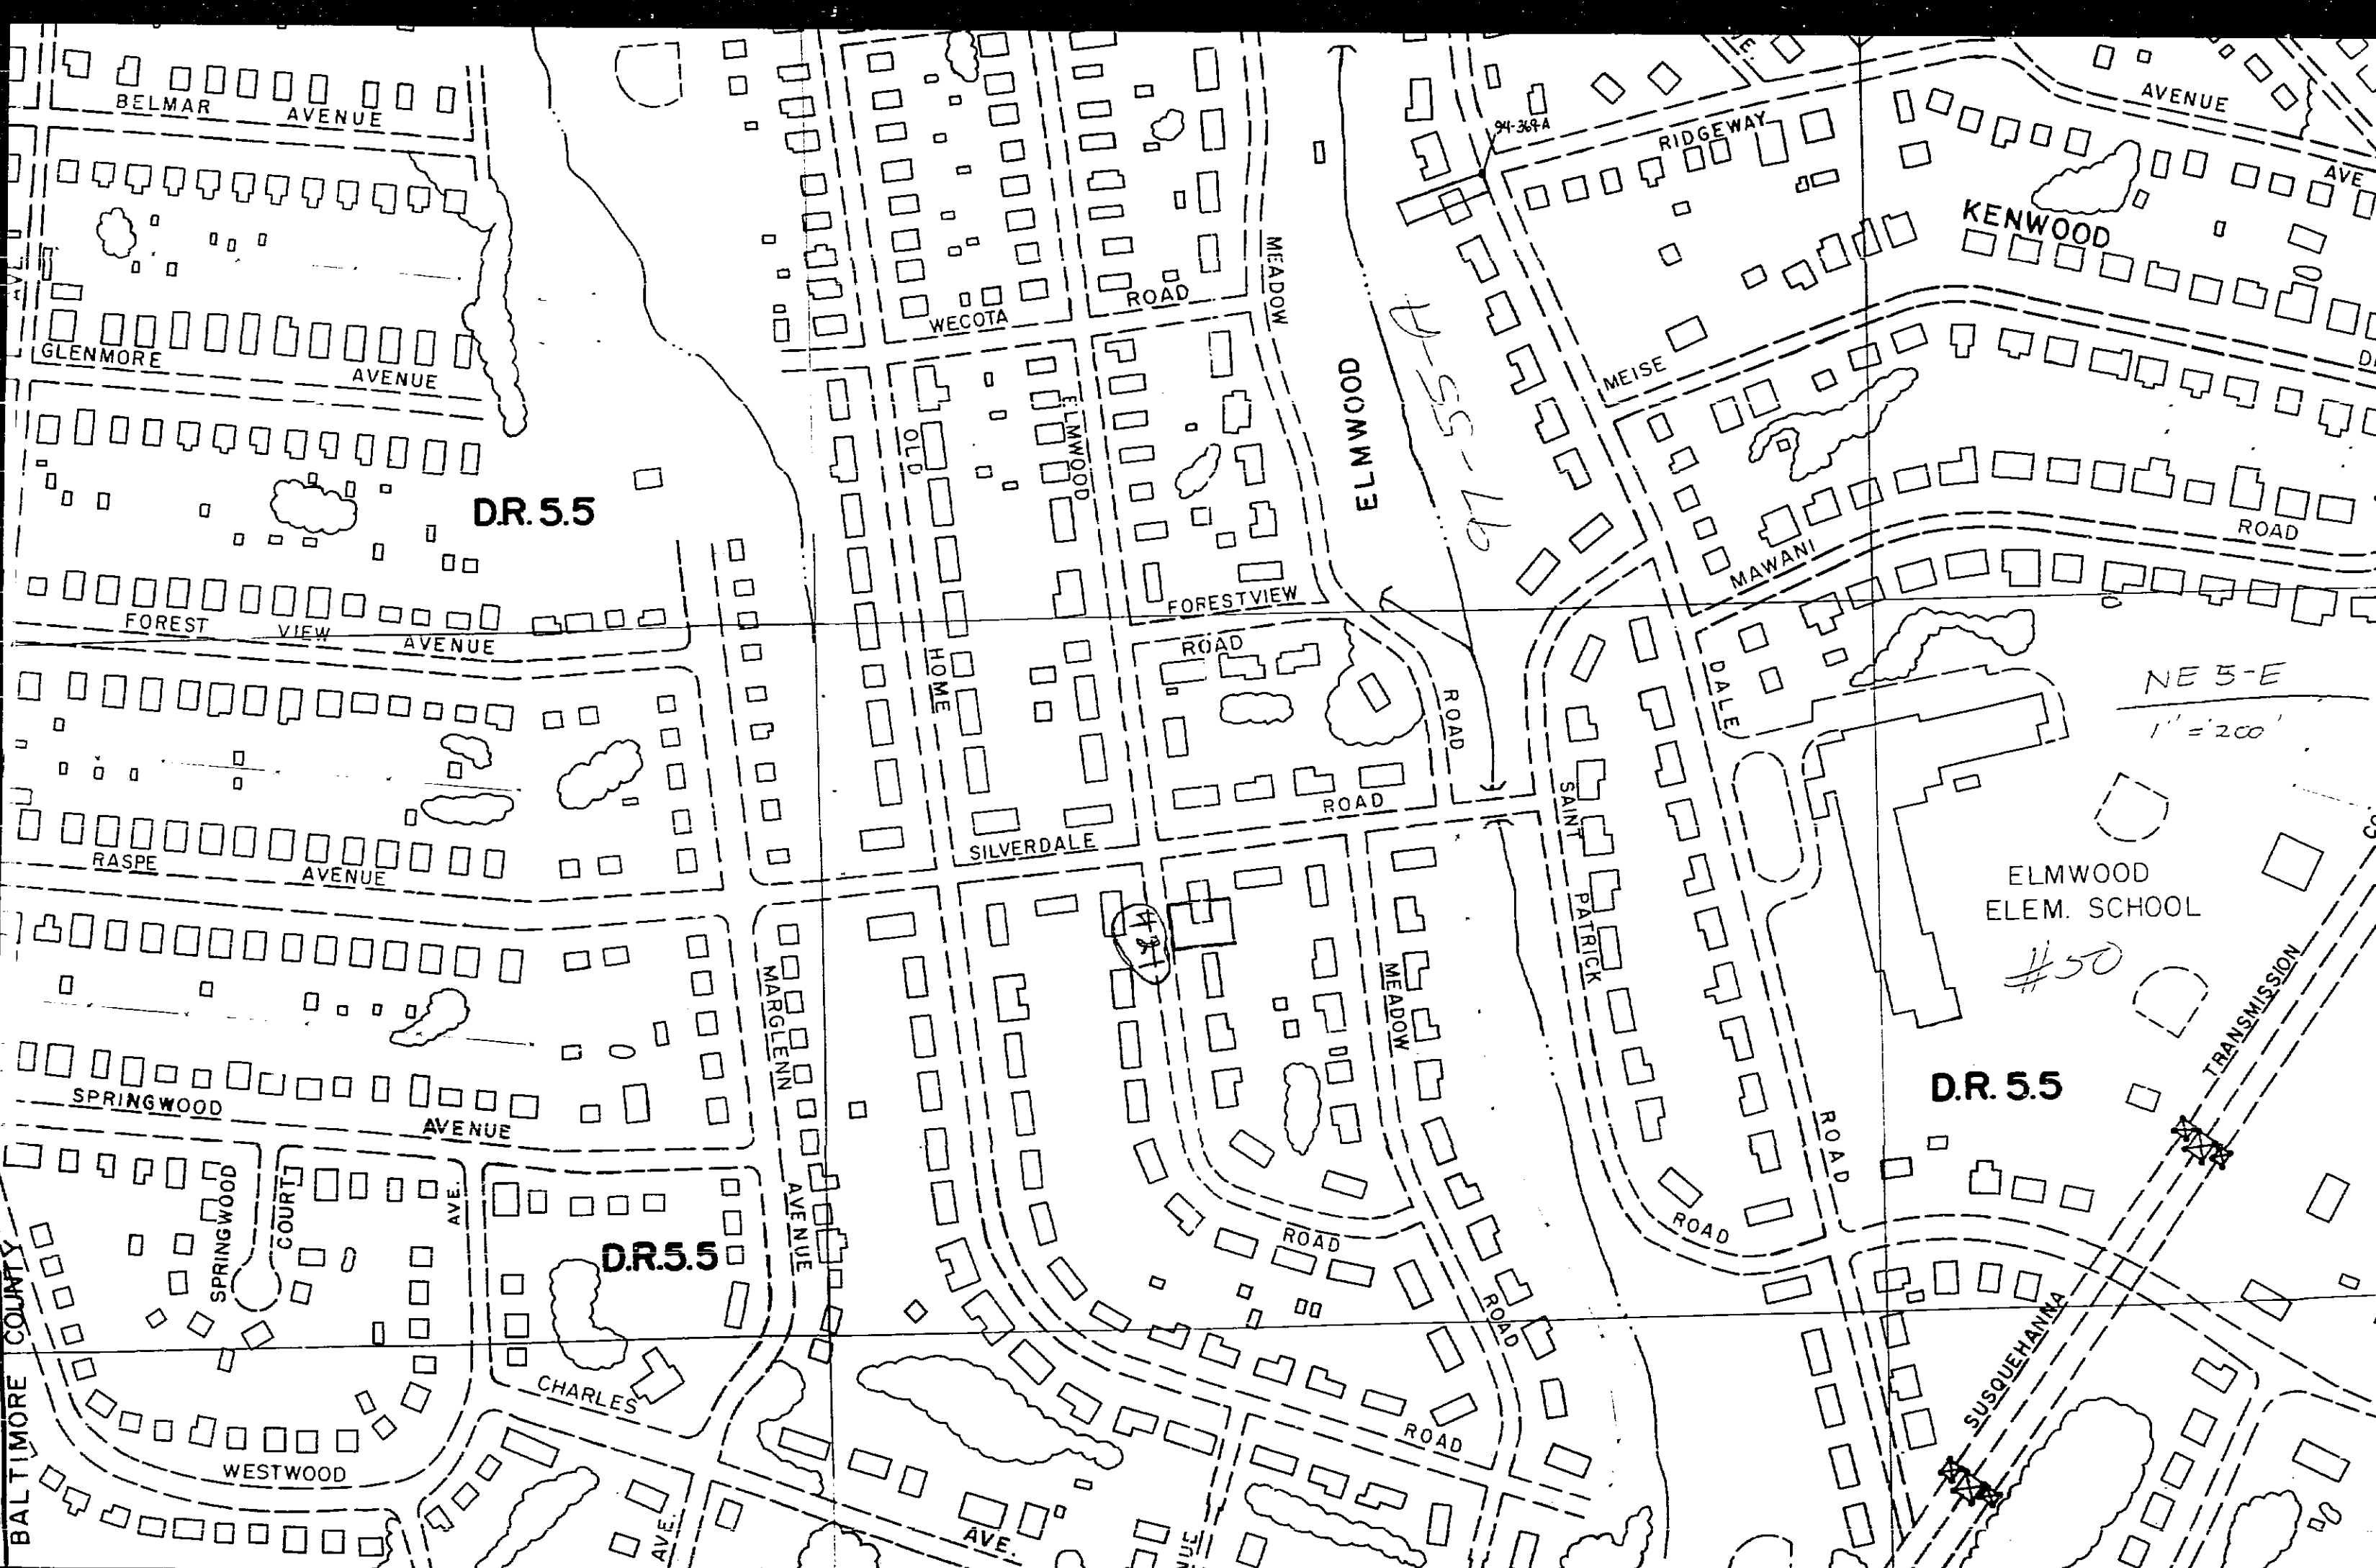 BELMAR AVENUE
94-369-A
RIDGEWAY
AVENUE
AVE
KENWOOD
MEADOW
WECOTA ROAD
GLENMORE AVENUE
ELMWOOD
97-55-A
MEISE
OLD
ELMWOOD
D.R. 5.5
ROAD
MAWANI
FORESTVIEW
ROAD
FOREST VIEW AVENUE
HOME
DALE
ROAD
NE 5-E
1" = 200'
SILVERDALE ROAD
SAINT
RASPE AVENUE
ELMWOOD
ELEM. SCHOOL
#50
421
PATRICK
MARGLENN
MEADOW
TRANSMISSION
D.R. 5.5
SPRINGWOOD AVENUE
ROAD
SPRINGWOOD
COURT
AVE.
AVENUE
ROAD
ROAD
D.R.5.5
BALTIMORE COUNTY
ROAD
SUSQUEHANNA
CHARLES
ROAD
WESTWOOD
AVE.
AVE.